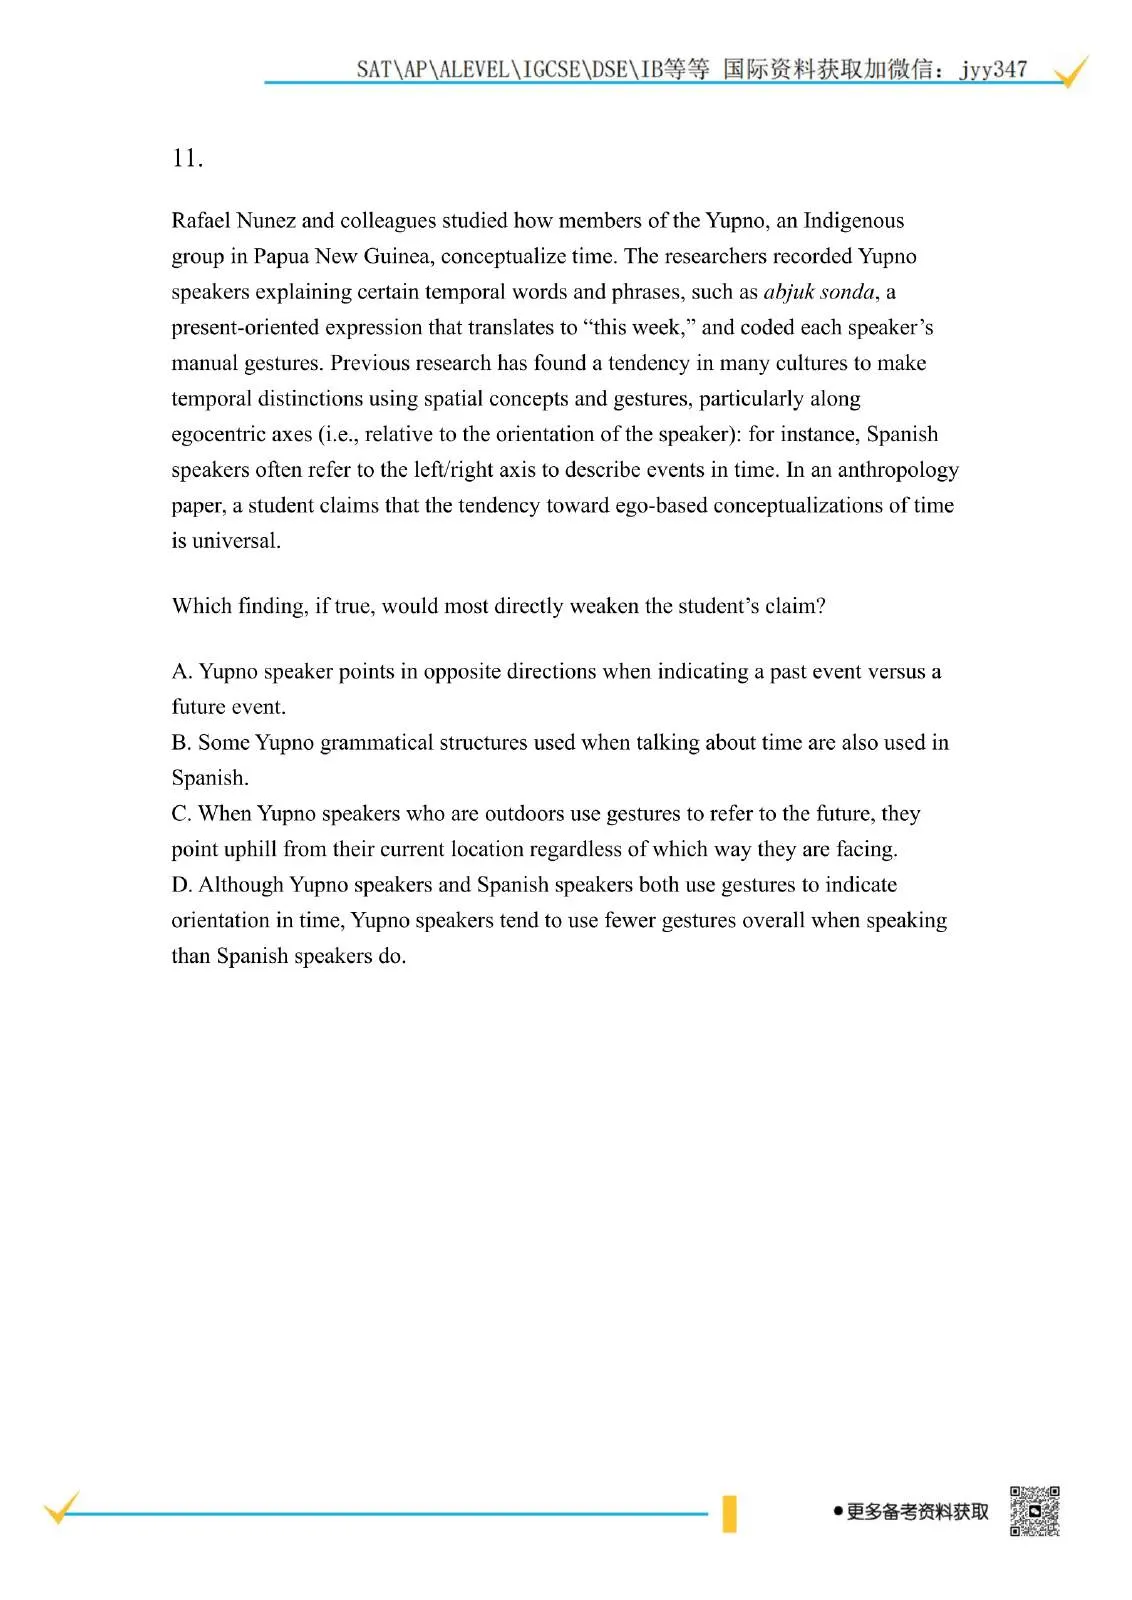 SAT\AP\ALEVEL\IGCSE\DSE\IB等等 国际资料获取加微信：jyy347
11.
Rafael Nunez and colleagues studied how members of the Yupno, an Indigenous
group in Papua New Guinea, conceptualize time. The researchers recorded Yupno
speakers explaining certain temporal words and phrases, such as abjuk sonda, a
present-oriented expression that translates to “this week,” and coded each speaker’s
manual gestures. Previous research has found a tendency in many cultures to make
temporal distinctions using spatial concepts and gestures, particularly along
egocentric axes (i.e., relative to the orientation of the speaker): for instance, Spanish
speakers often refer to the left/right axis to describe events in time. In an anthropology
paper, a student claims that the tendency toward ego-based conceptualizations of time
is universal.
Which finding, if true, would most directly weaken the student’s claim?
A. Yupno speaker points in opposite directions when indicating a past event versus a
future event.
B. Some Yupno grammatical structures used when talking about time are also used in
Spanish.
C. When Yupno speakers who are outdoors use gestures to refer to the future, they
point uphill from their current location regardless of which way they are facing.
D. Although Yupno speakers and Spanish speakers both use gestures to indicate
orientation in time, Yupno speakers tend to use fewer gestures overall when speaking
than Spanish speakers do.
●更多备考资料获取